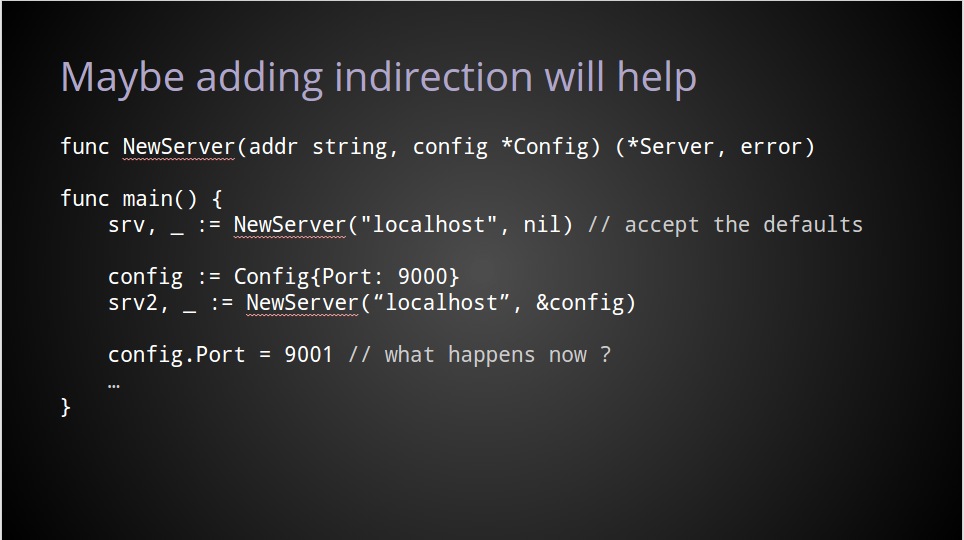 Maybe adding indirection will help
func NewServer(addr string, config *Config) (*Server, error)
func main() {
srv, _ := NewServer("localhost", nil) // accept the defaults
config := Config{Port: 9000}
srv2, _ := NewServer(“localhost”, &config)
config.Port = 9001 // what happens now ?
…
}